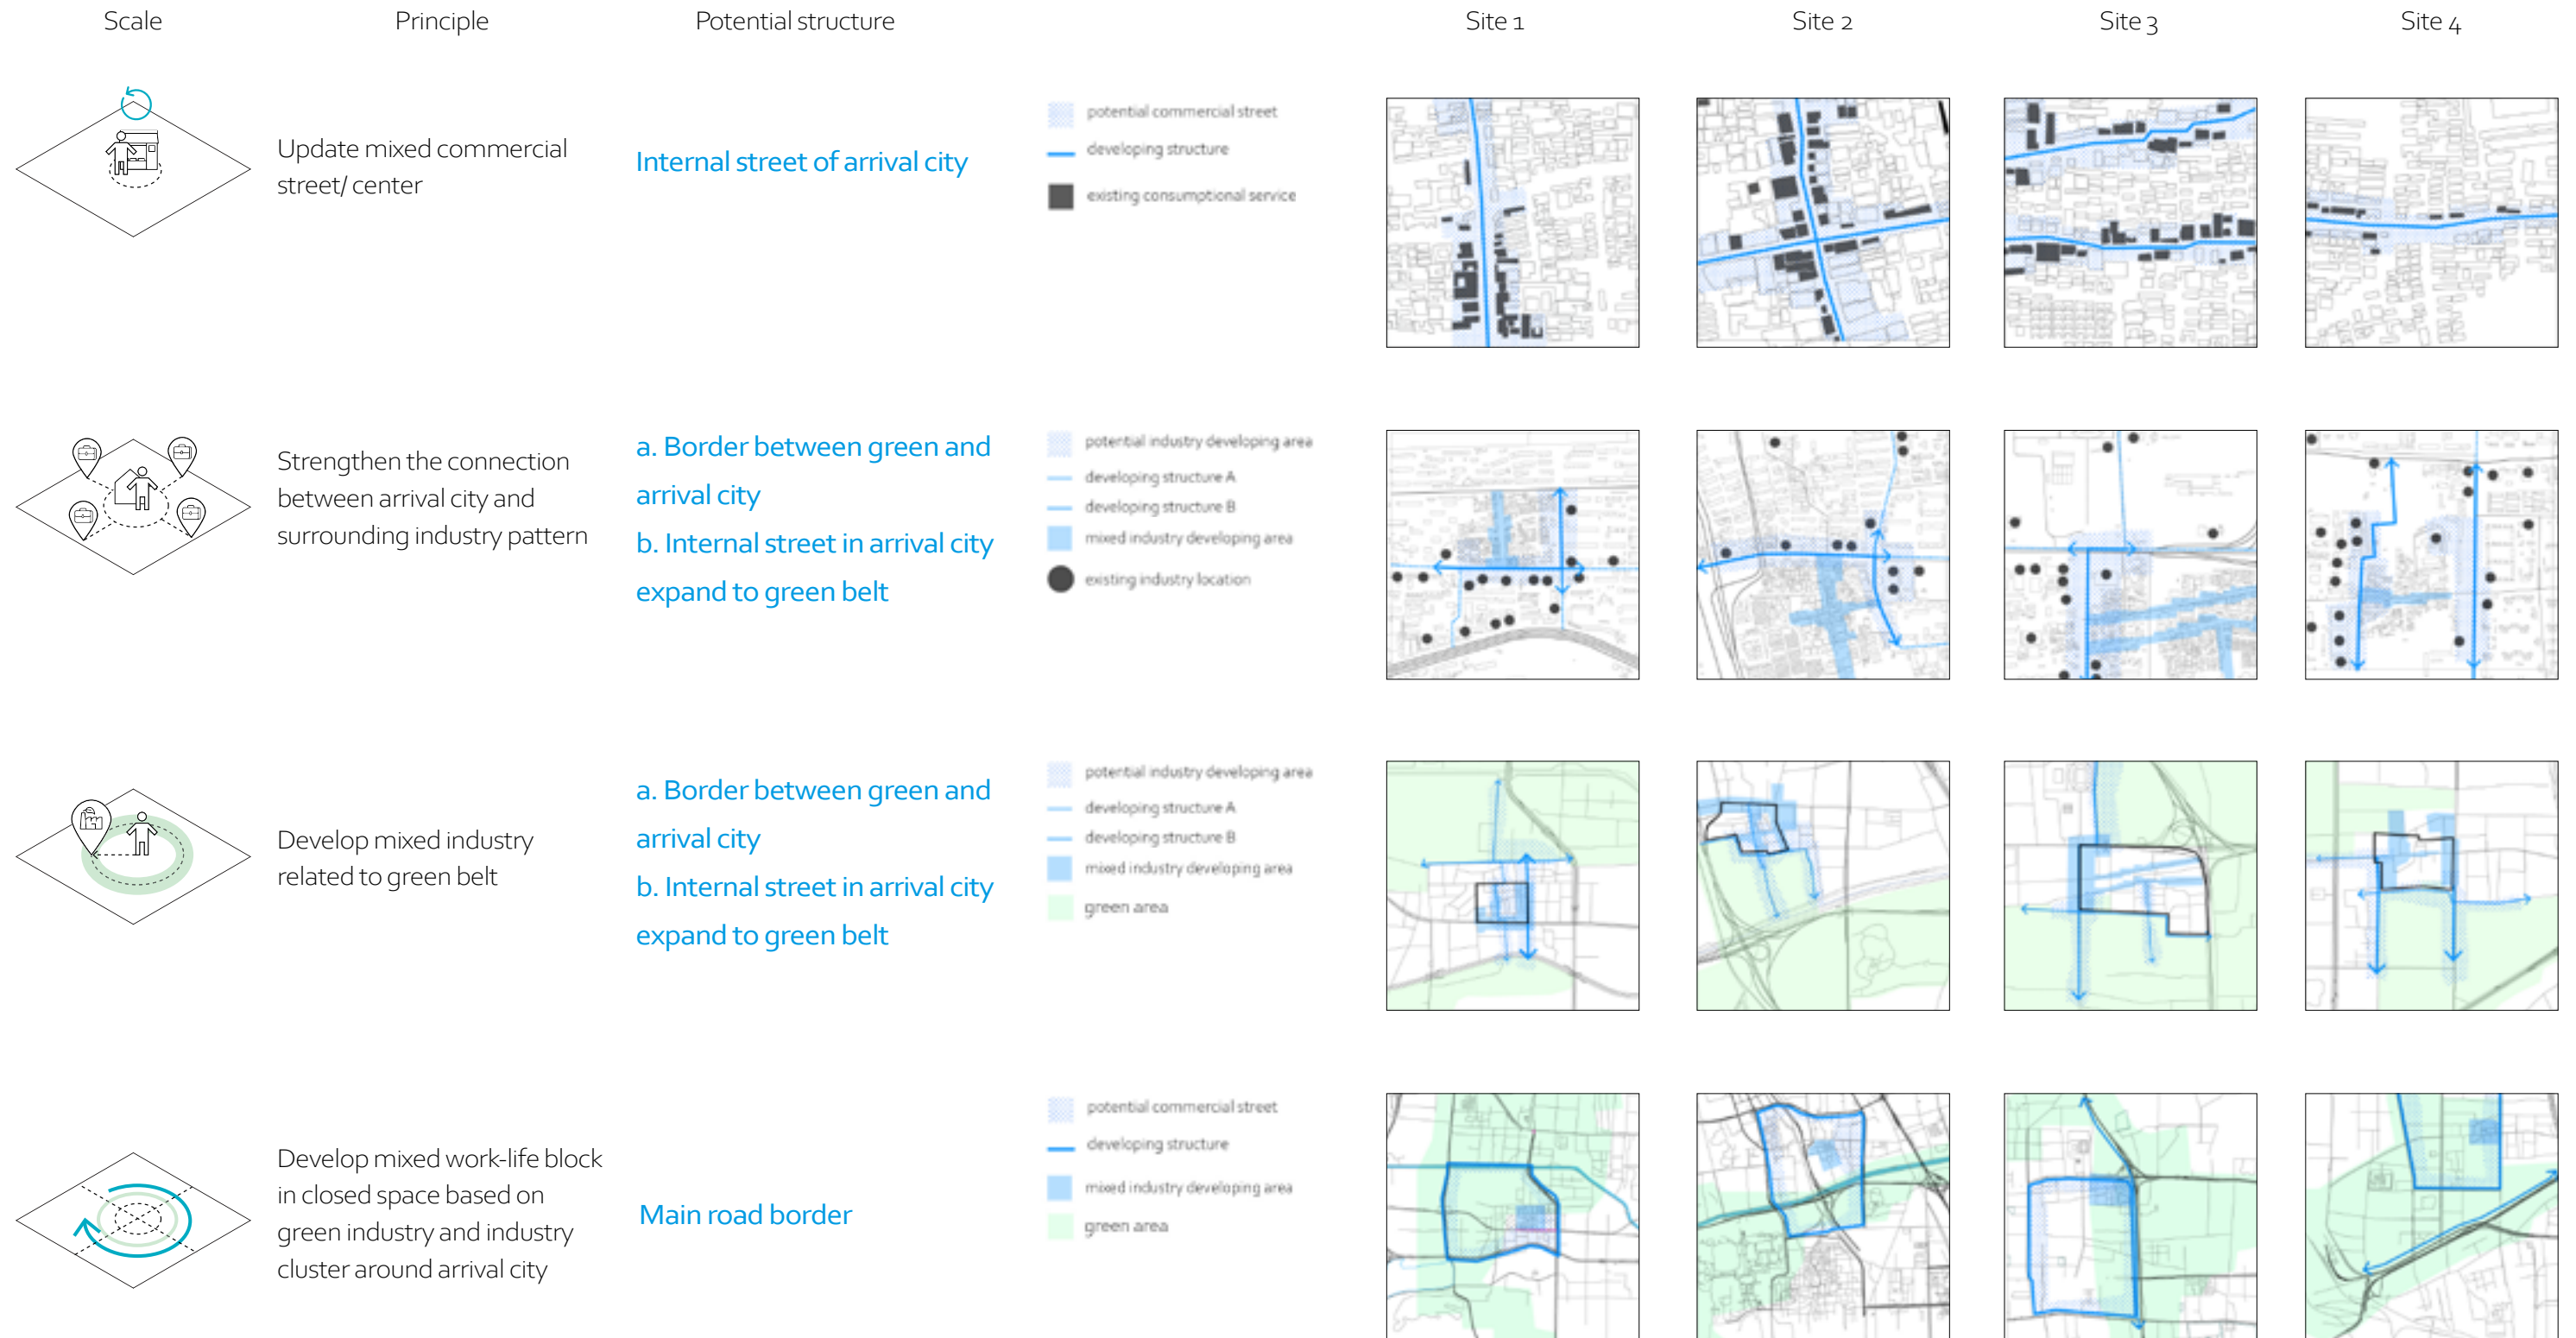 Scale
Principle
Potential structure
Site 1
Site 2
Site 3
Site 4
Update mixed commercial
street/ center
Internal street of arrival city
potential commercial street
developing structure
existing consumptional service
Strengthen the connection
between arrival city and
surrounding industry pattern
a. Border between green and
arrival city
b. Internal street in arrival city
expand to green belt
potential industry developing area
developing structure A
developing structure B
mixed industry developing area
existing industry location
Develop mixed industry
related to green belt
a. Border between green and
arrival city
b. Internal street in arrival city
expand to green belt
potential industry developing area
developing structure A
developing structure B
mixed industry developing area
green area
Develop mixed work-life block
in closed space based on
green industry and industry
cluster around arrival city
Main road border
potential commercial street
developing structure
mixed industry developing area
green area